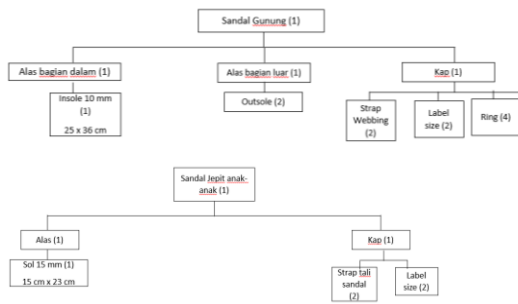 Sandal Gunung (1)
Alas bagian dalam (1)
Alas bagian luar (1)
Kap (1)
Insole 10 mm
(1)
25 x 36 cm
Outsole (2)
Strap
Webbing
(2)
Label
size (2)
Ring (4)
Sandal Jepit anak-
anak (1)
Alas (1)
Kap (1)
Sol 15 mm (1)
15 cm x 23 cm
Strap tali
sandal
(2)
Label
size (2)